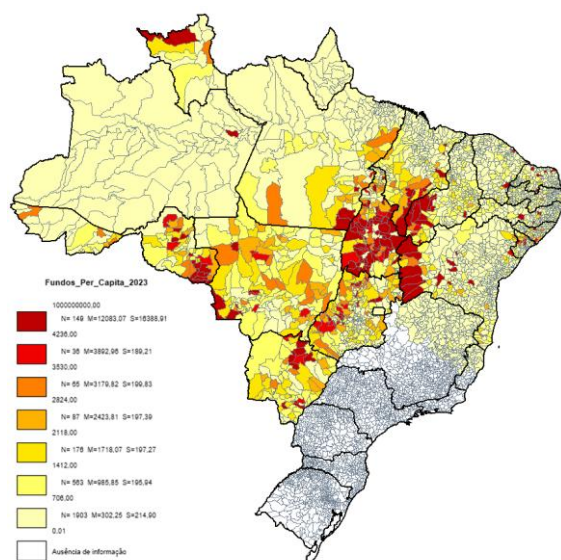 Fundos_Per_Capita_2023
1000000000,00
N= 149 M=12083,07 S=16388,91
4236,00
N= 36 M=3892,96 S=189,21
3530,00
N= 65 M=3179,82 S=199,83
2824,00
N= 87 M=2423,81 S=197,39
2118,00
N= 176 M=1718,07 S=197,27
1412,00
N= 563 M=985,85 S=195,94
706,00
N= 1903 M=302,25 S=214,90
0,01
Ausência de informação